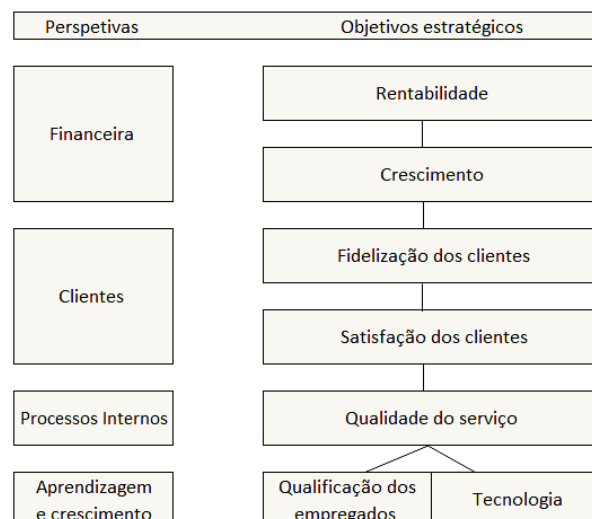 Perspetivas
Objetivos estratégicos
Financeira
Rentabilidade
Crescimento
Clientes
Fidelização dos clientes
Satisfação dos clientes
Processos Internos
Qualidade do serviço
Aprendizagem
e crescimento
Qualificação dos
empregados
Tecnologia